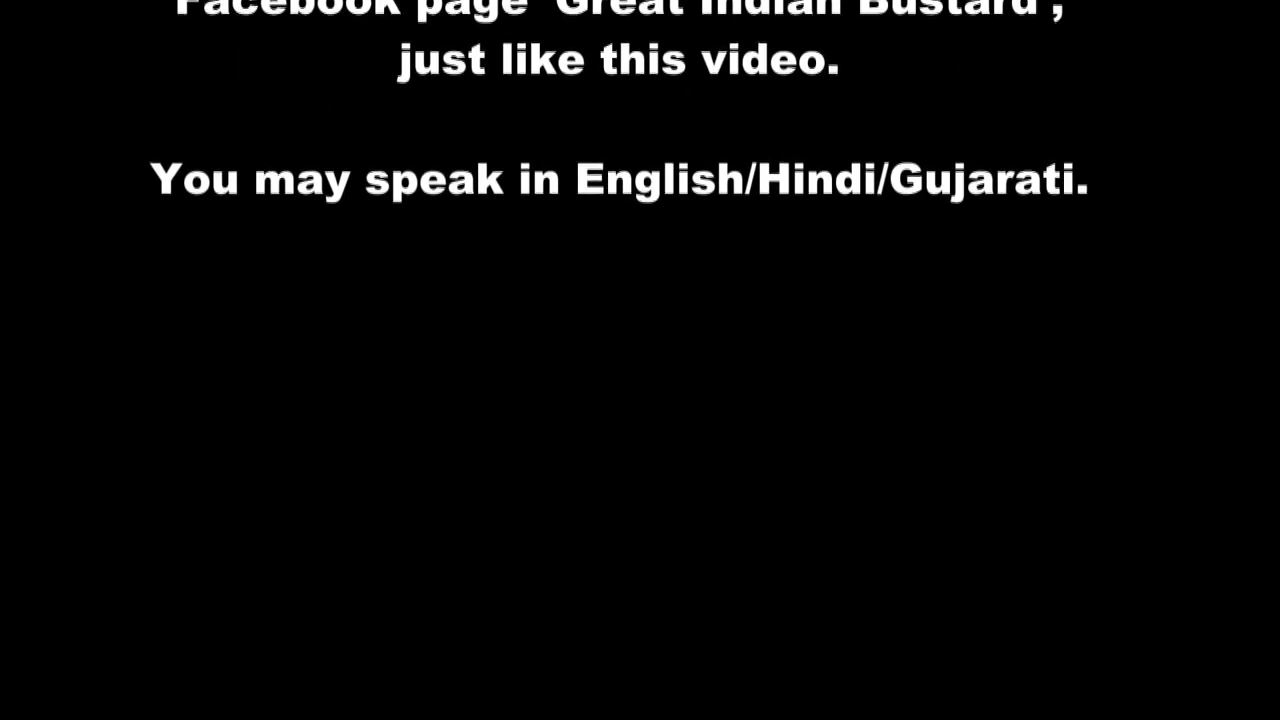 Facebook page 'Great Indian Bustard',
just like this video.
You may speak in English/Hindi/Gujarati.